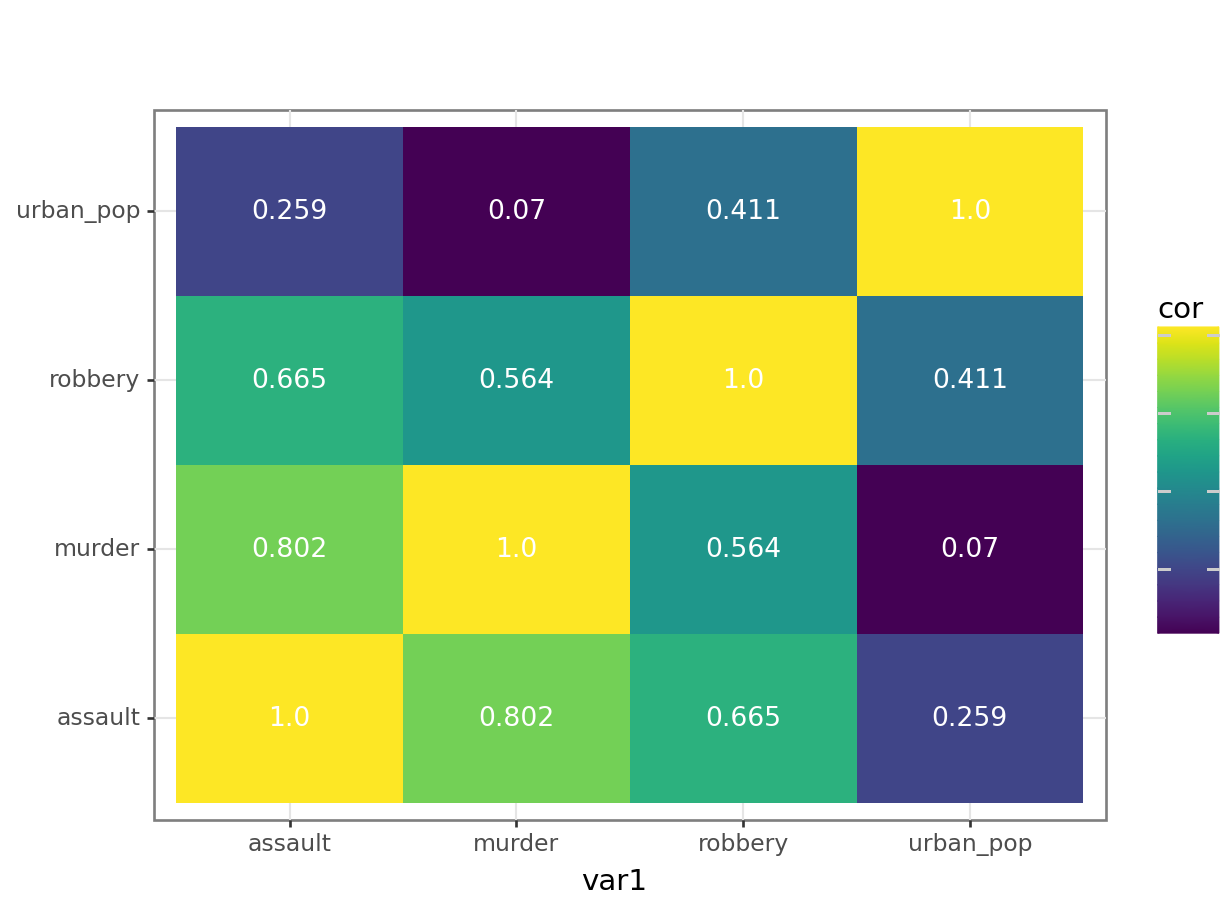 urban_pop 0.259 0.07 0.411 1.0
cor
robbery 0.665 0.564 1.0 0.411
murder 0.802 1.0 0.564 0.07
assault 1.0 0.802 0.665 0.259
assault murder robbery urban_pop
var1